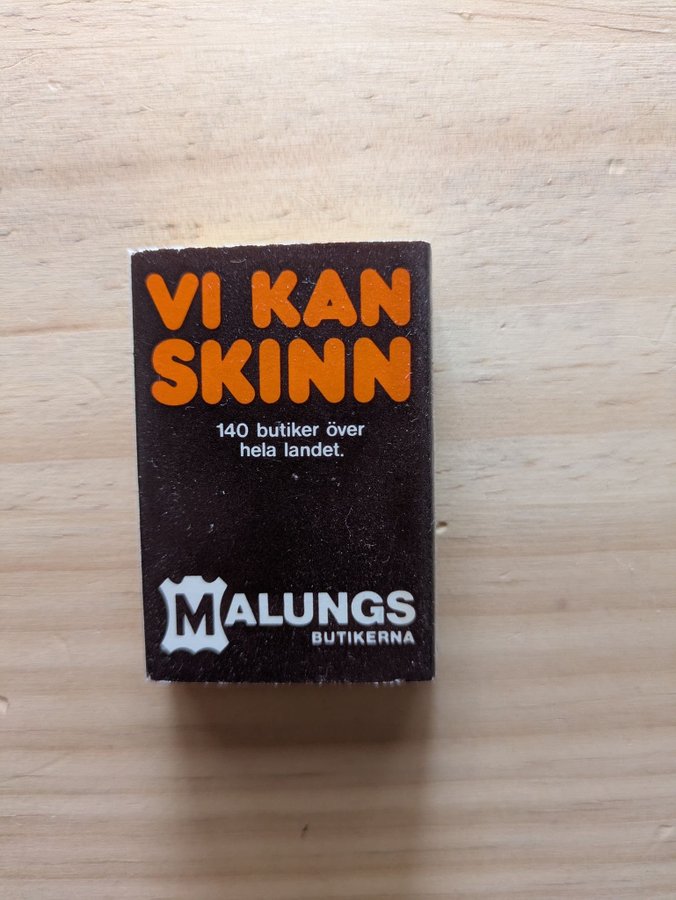 VI KAN
SKINN
140 butiker över
hela landet.
MALUNGS
BUTIKERNA